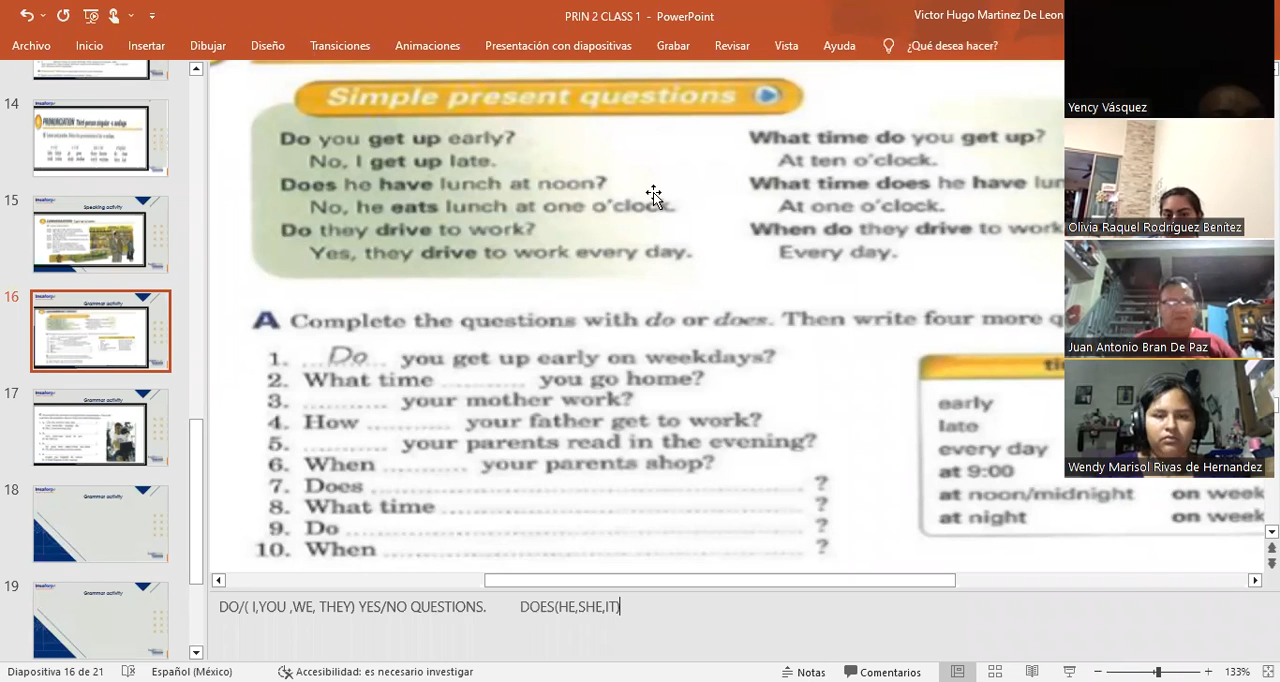 PRIN 2 CLASS 1 - PowerPoint
Victor Hugo Martinez De Leon
Archivo Inicio Insertar Dibujar Diseño Transiciones Animaciones Presentación con diapositivas Grabar Revisar Vista Ayuda ¿Qué desea hacer?
Simple present questions
Do you get up early?
No, I get up late.
Does he have lunch at noon?
No, he eats lunch at one o'clock.
Do they drive to work?
Yes, they drive to work every day.
What time do you get up?
At ten o'clock.
What time does he have lun
At one o'clock.
When do they drive to work
Every day.
A Complete the questions with do or does. Then write four more q
1. Do you get up early on weekdays?
2. What time ........ you go home?
3. ........ your mother work?
4. How ........ your father get to work?
5. ........ your parents read in the evening?
6. When ........ your parents shop?
7. Does ........ ?
8. What time ........ ?
9. Do ........ ?
10. When ........ ?
early
late
every day
at 9:00
at noon/midnight on week
at night on week
14
PRONUNCIATION
15
Speaking activity
16
Grammar activity
17
Grammar activity
18
Grammar activity
19
Grammar activity
Yency Vásquez
Olivia Raquel Rodríguez Benítez
Juan Antonio Bran De Paz
Wendy Marisol Rivas de Hernandez
DO/( I,YOU ,WE, THEY) YES/NO QUESTIONS. DOES(HE,SHE,IT)
Diapositiva 16 de 21 Español (México) Accesibilidad: es necesario investigar Notas Comentarios 133%